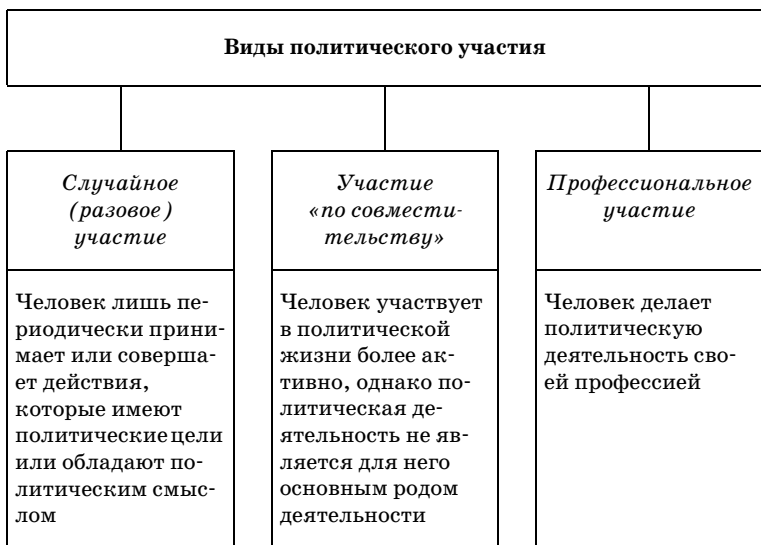 Виды политического участия
Случайное
(разовое)
участие
Участие
«по совмести-
тельству»
Профессиональное
участие
Человек лишь пе-
риодически прини-
мает или соверша-
ет действия,
которые имеют
политические цели
или обладают по-
литическим смыс-
лом
Человек участвует
в политической
жизни более ак-
тивно, однако по-
литическая де-
ятельность не яв-
ляется для него
основным родом
деятельности
Человек делает
политическую
деятельность сво-
ей профессией